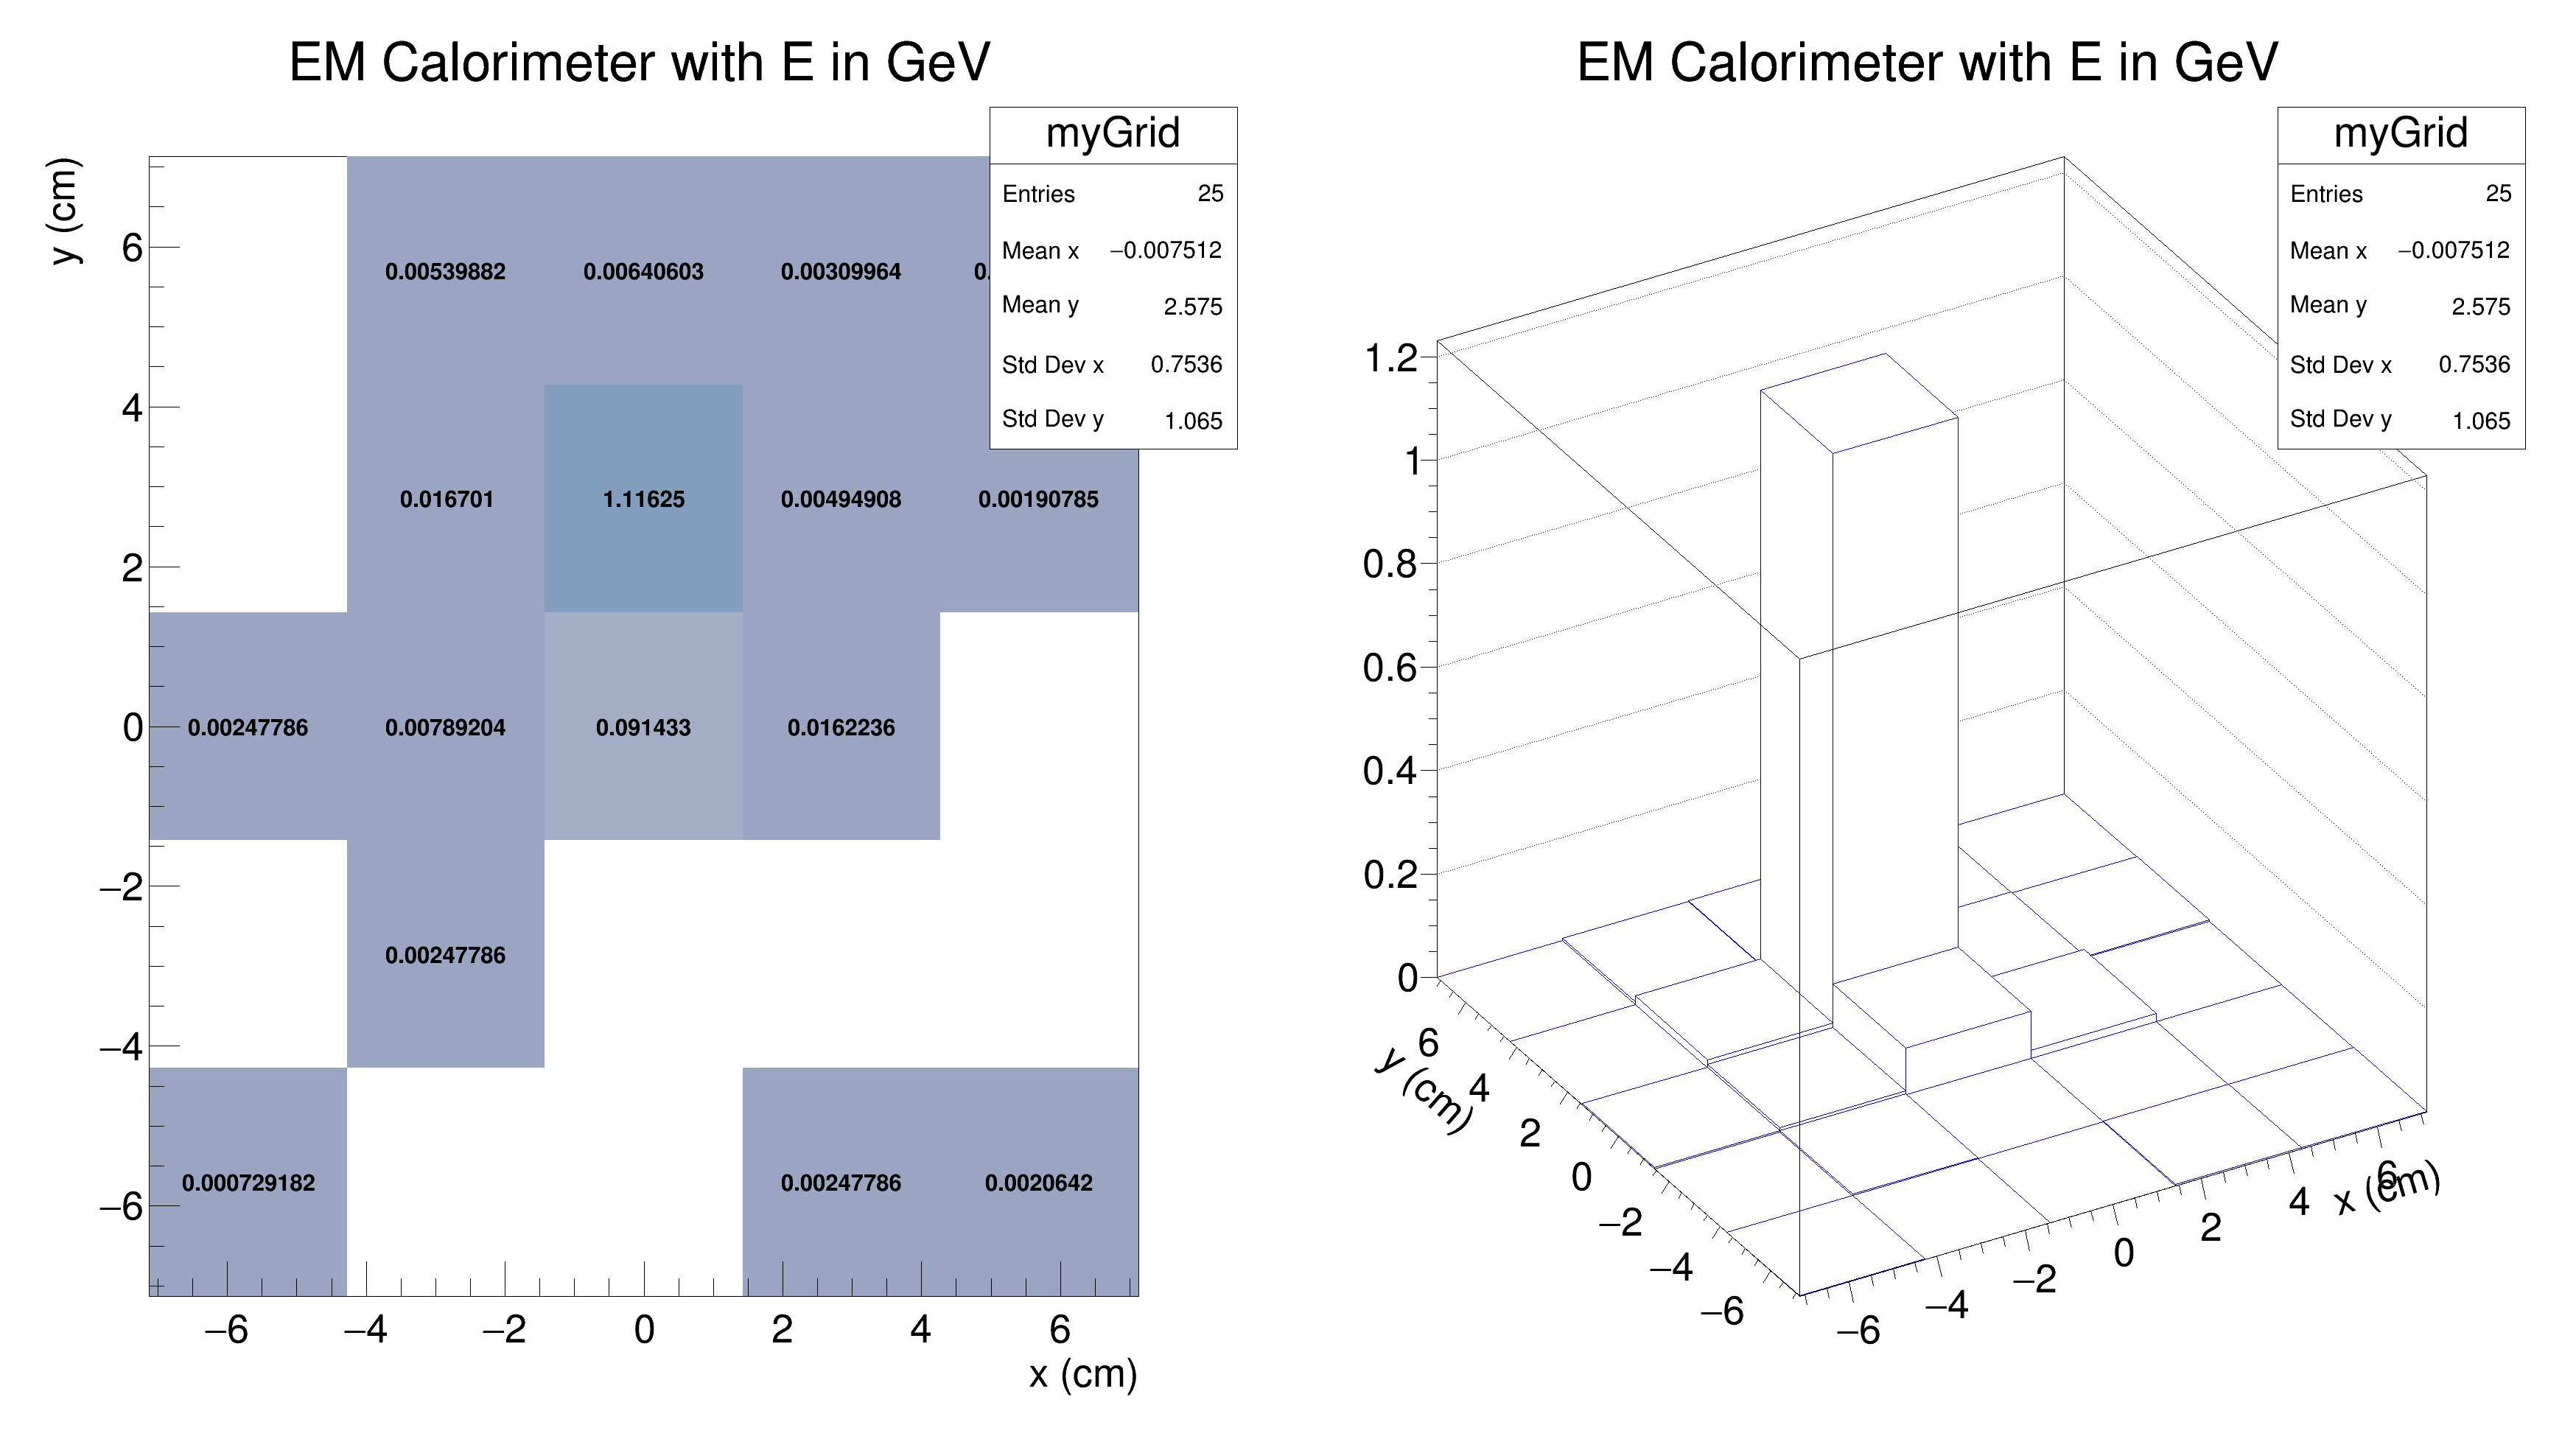 EM Calorimeter with E in GeV
myGrid
Entries 25
Mean x −0.007512
Mean y 2.575
Std Dev x 0.7536
Std Dev y 1.065
y (cm)
6
4
2
0
−2
−4
−6
0.00539882 0.00640603 0.00309964 0.
0.016701 1.11625 0.00494908 0.00190785
0.00247786 0.00789204 0.091433 0.0162236
0.00247786
0.000729182 0.00247786 0.0020642
−6 −4 −2 0 2 4 6
x (cm)
EM Calorimeter with E in GeV
myGrid
Entries 25
Mean x −0.007512
Mean y 2.575
Std Dev x 0.7536
Std Dev y 1.065
1.2
1
0.8
0.6
0.4
0.2
0
y (cm)
6
4
2
0
−2
−4
−6
−6
−4
−2
0
2
4
6
x (cm)